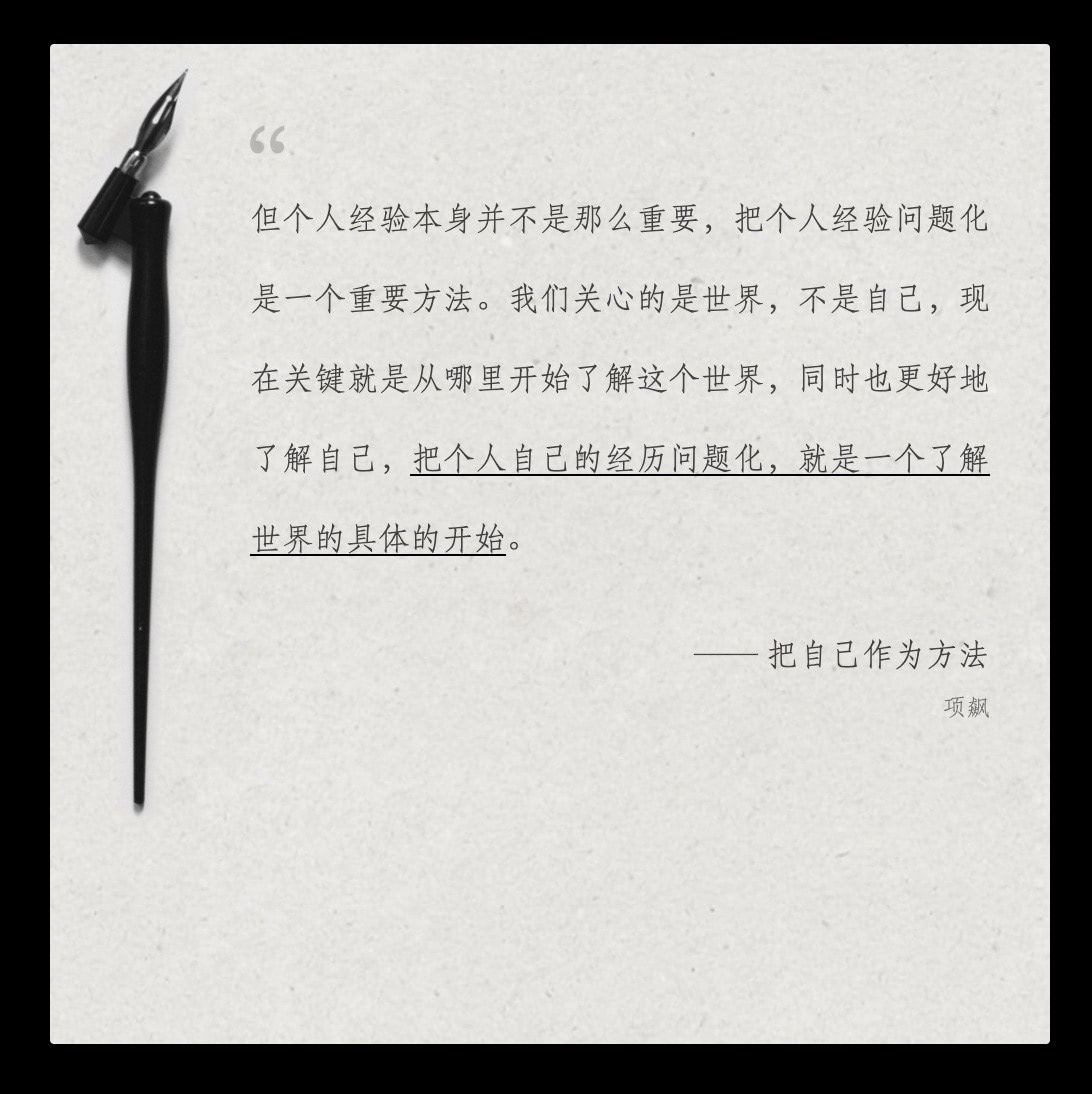 “
但个人经验本身并不是那么重要，把个人经验问题化
是一个重要方法。我们关心的是世界，不是自己，现
在关键就是从哪里开始了解这个世界，同时也更好地
了解自己，把个人自己的经历问题化，就是一个了解
世界的具体的开始。
—— 把自己作为方法
项飙